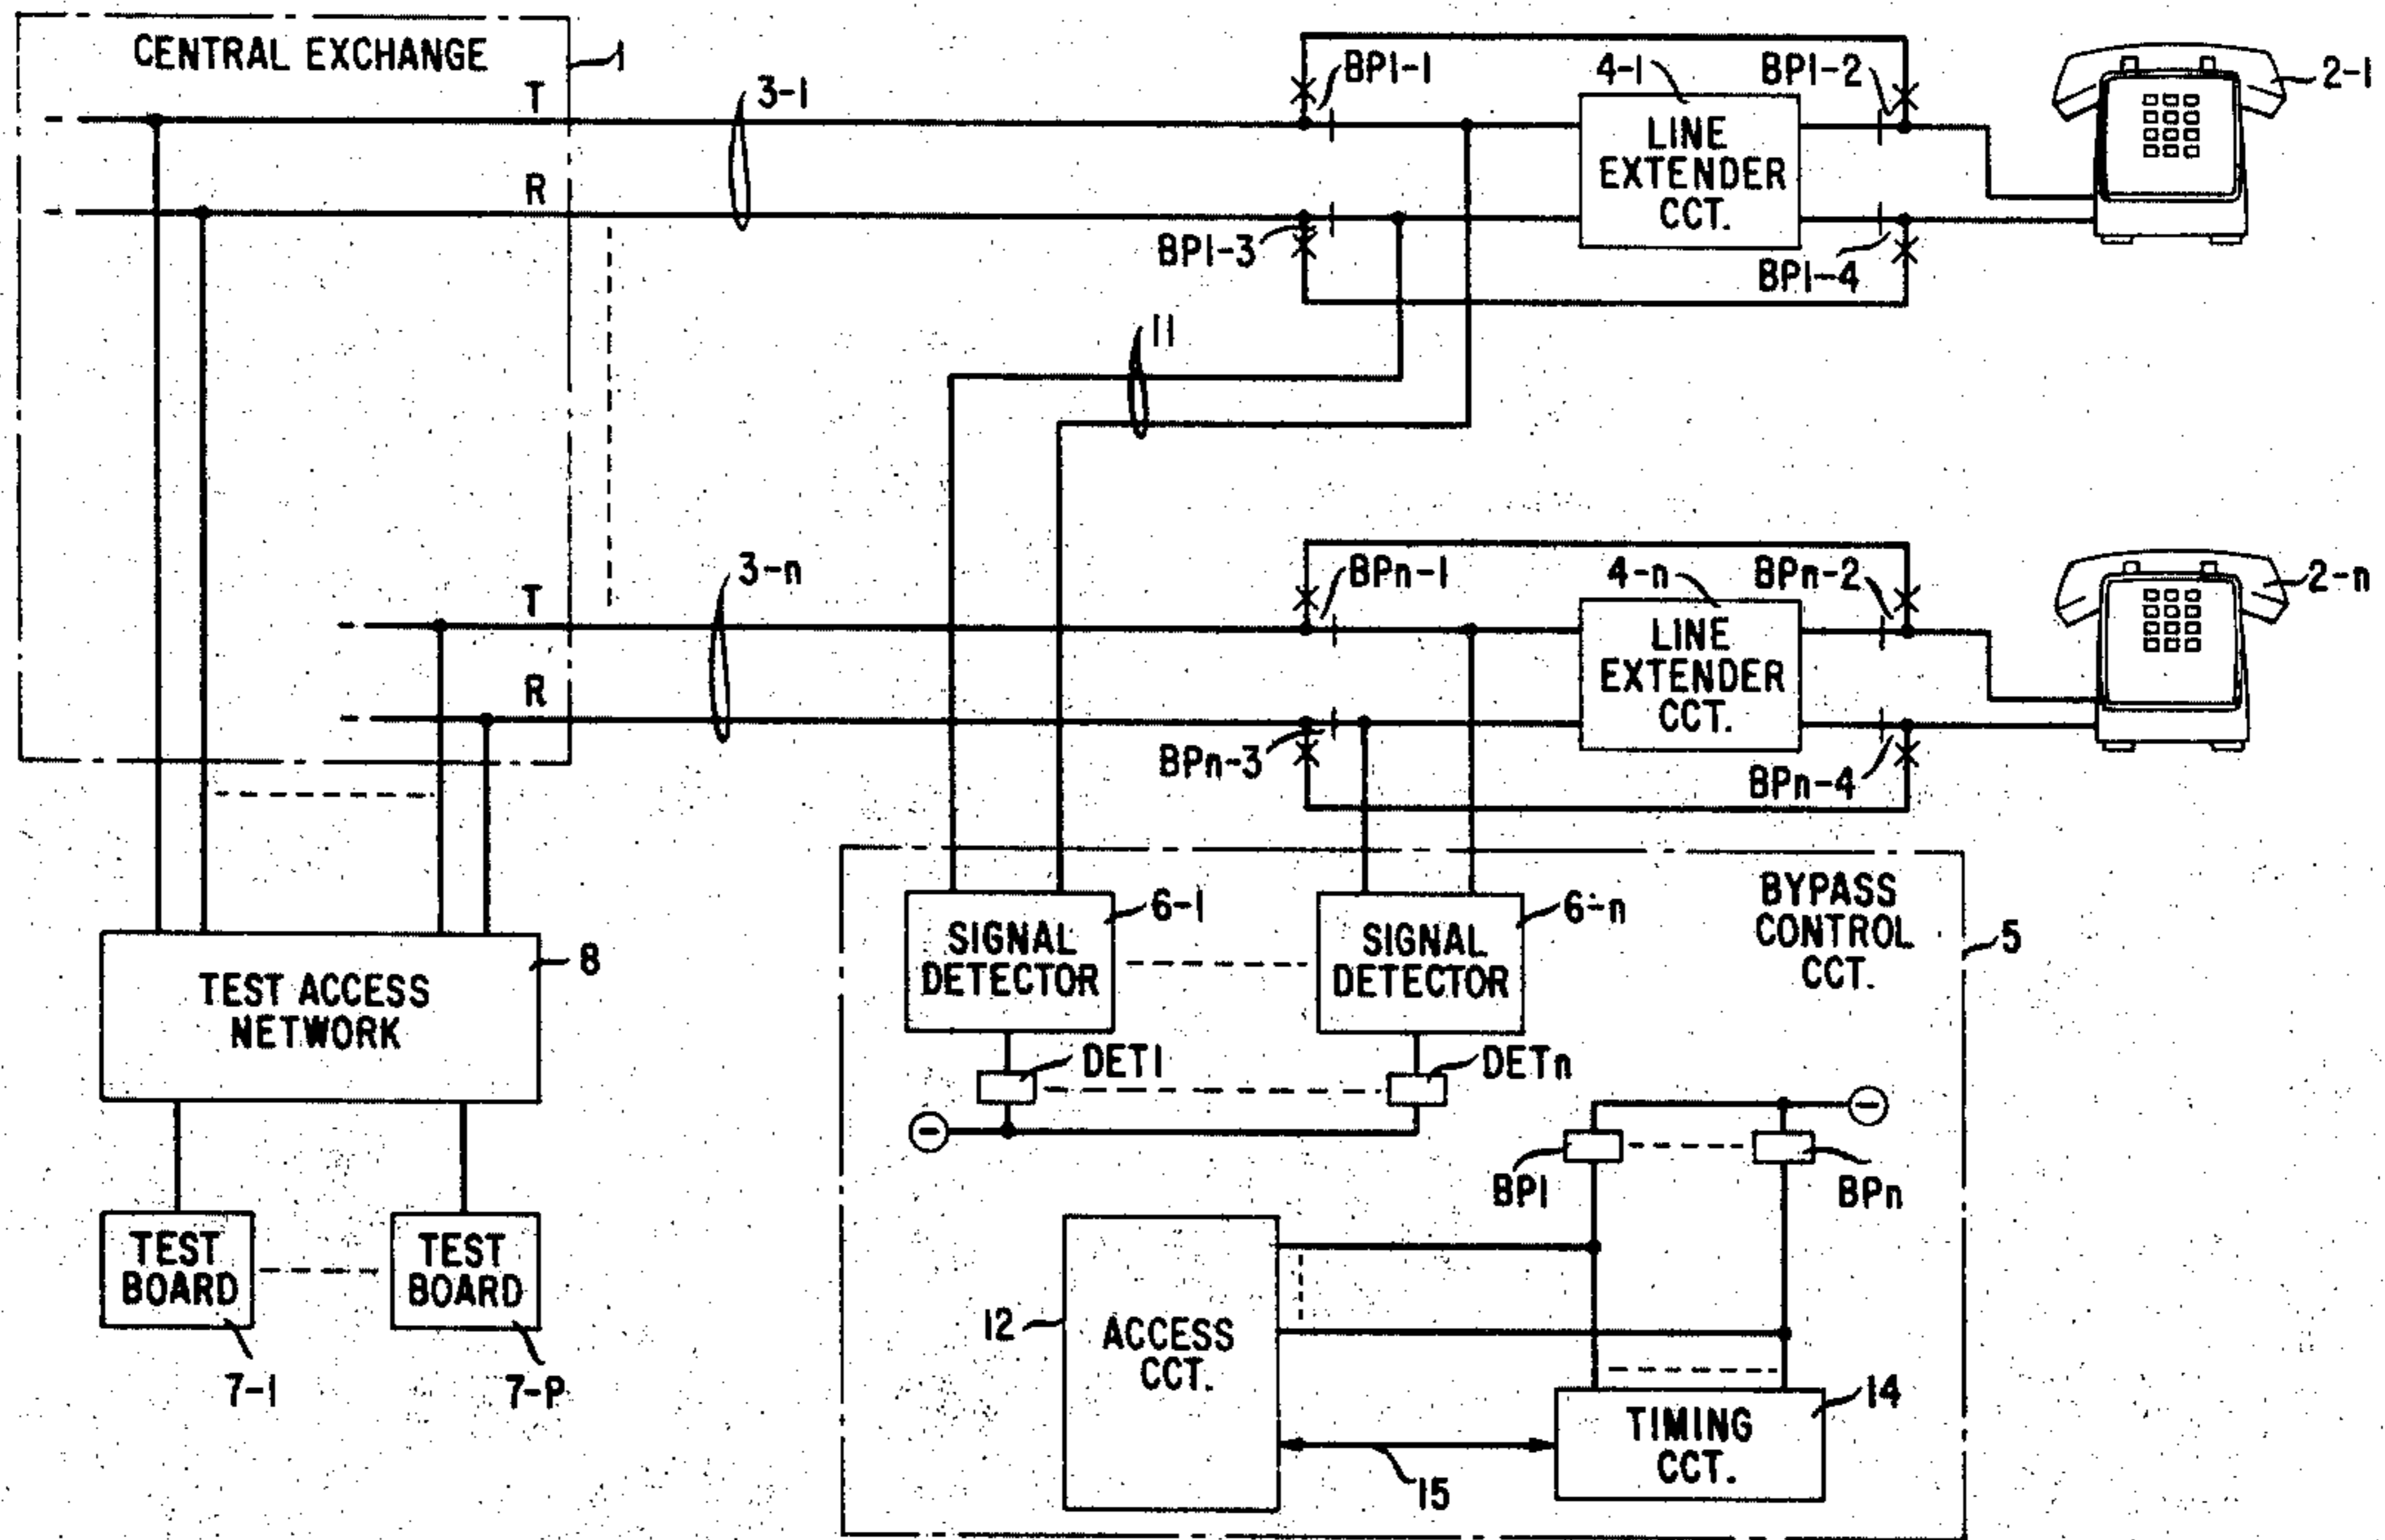 CENTRAL EXCHANGE
1
T
3-1
BP1-1
4-1
BP1-2
2-1
LINE
EXTENDER
CCT.
R
BP1-3
BP1-4
11
3-n
BPn-1
4-n
BPn-2
2-n
T
LINE
EXTENDER
CCT.
R
BPn-3
BPn-4
BYPASS
CONTROL
CCT.
5
6-1
6-n
SIGNAL
DETECTOR
SIGNAL
DETECTOR
8
TEST ACCESS
NETWORK
DET1
DETn
BP1
BPn
TEST
BOARD
TEST
BOARD
7-1
7-P
12
ACCESS
CCT.
14
TIMING
CCT.
15